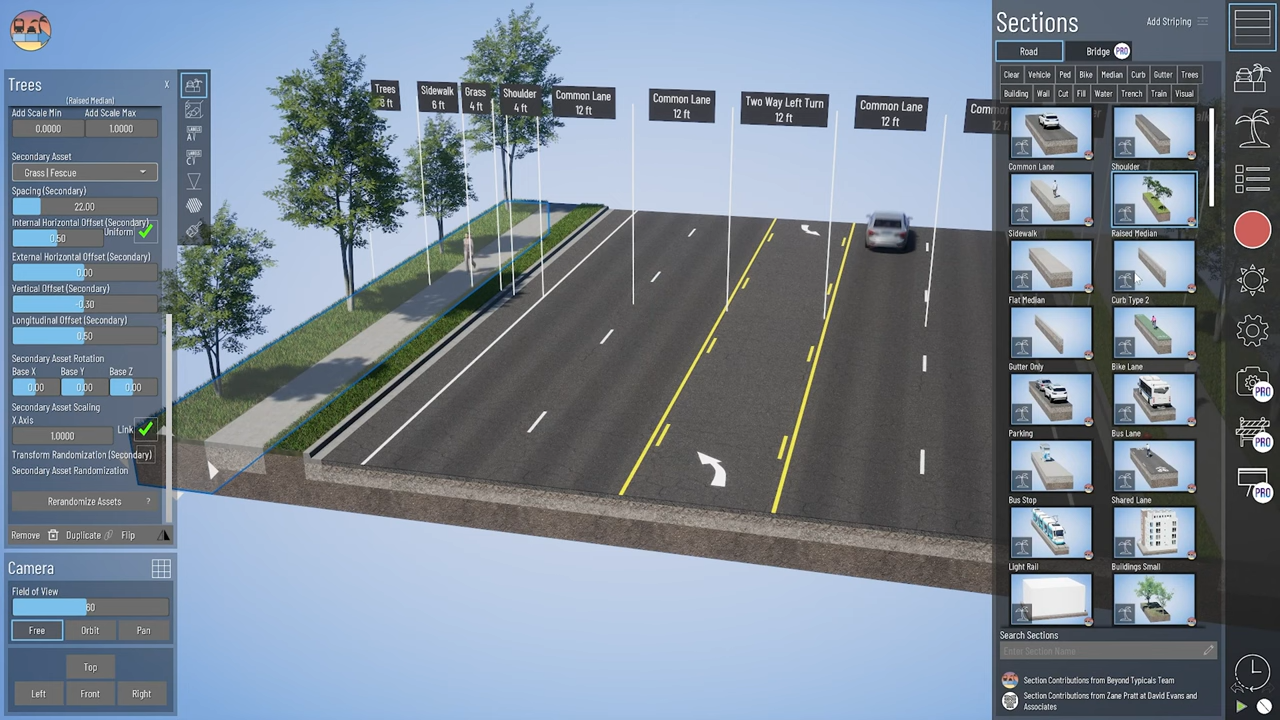 Trees
X
(Raised Median)
Add Scale Min
Add Scale Max
0.0000
1.0000
Secondary Asset
Grass | Fescue
Spacing (Secondary)
22.00
Internal Horizontal Offset (Secondary)
Uniform
0.50
External Horizontal Offset (Secondary)
0.00
Vertical Offset (Secondary)
-0.30
Longitudinal Offset (Secondary)
0.50
Secondary Asset Rotation
Base X
Base Y
Base Z
0.00
0.00
0.00
Secondary Asset Scaling
X Axis
Link
1.0000
Transform Randomization (Secondary)
Secondary Asset Randomization
Rerandomize Assets
?
Remove
Duplicate
Flip
Camera
Field of View
60
Free
Orbit
Pan
Top
Left
Front
Right
LANDS
AT
LANDS
CT
Trees
8 ft
Sidewalk
6 ft
Grass
4 ft
Shoulder
4 ft
Common Lane
12 ft
Common Lane
12 ft
Two Way Left Turn
12 ft
Common Lane
12 ft
Sections
Add Striping
Road
Bridge
PRO
Clear
Vehicle
Ped
Bike
Median
Curb
Gutter
Trees
Building
Wall
Cut
Fill
Water
Trench
Train
Visual
Common Lane
Shoulder
Sidewalk
Raised Median
Flat Median
Curb Type 2
Gutter Only
Bike Lane
Parking
Bus Lane
Bus Stop
Shared Lane
Light Rail
Buildings Small
Search Sections
Enter Section Name
Section Contributions from Beyond Typicals Team
Section Contributions from Zane Pratt at David Evans and
Associates
PRO
PRO
PRO